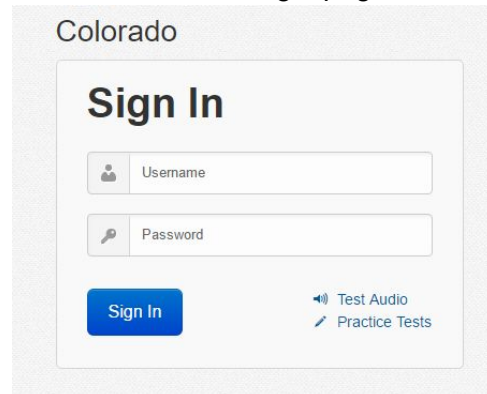 Colorado
Sign In
Username
Password
Sign In
Test Audio
Practice Tests